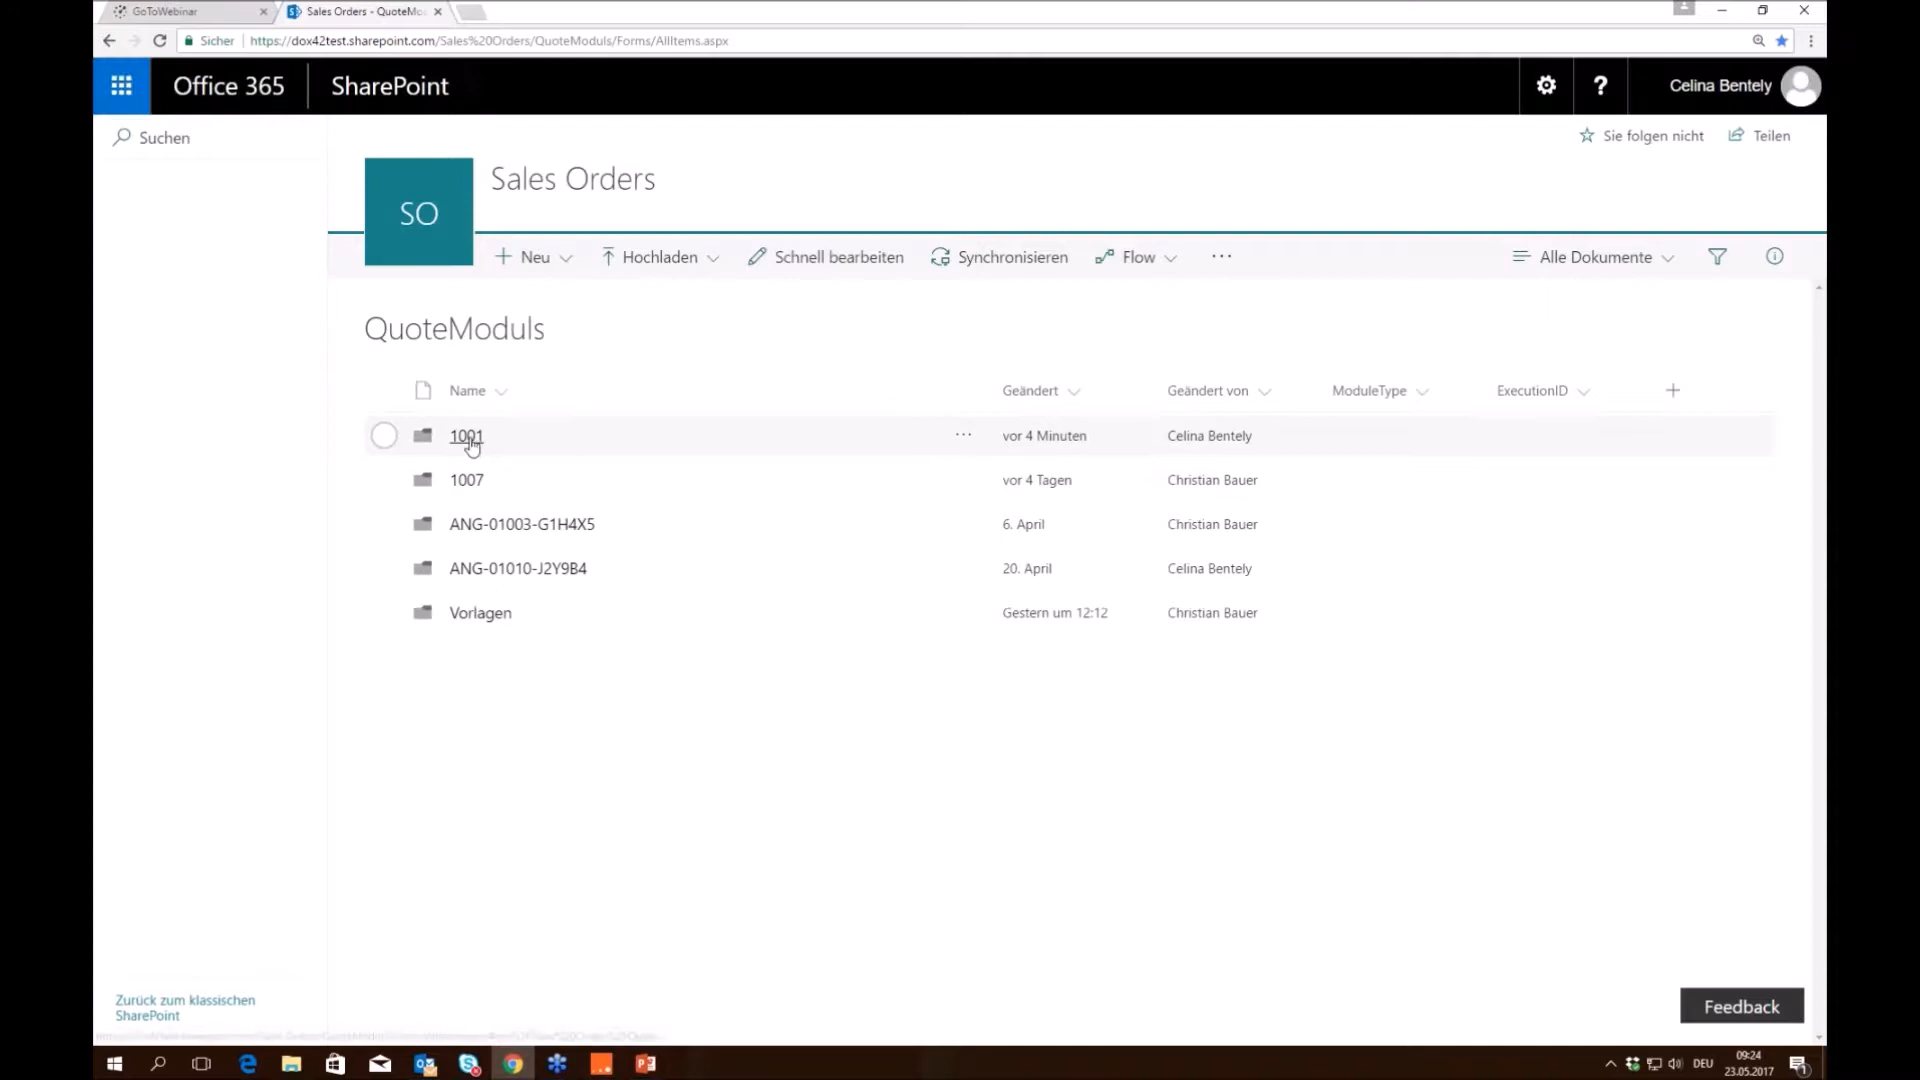 GoToWebinar
Sales Orders - QuoteMo
Sicher
https://dox42test.sharepoint.com/Sales%20Orders/QuoteModuls/Forms/AllItems.aspx
Office 365
SharePoint
Celina Bentely
Suchen
Sie folgen nicht
Teilen
SO
Sales Orders
Neu
Hochladen
Schnell bearbeiten
Synchronisieren
Flow
Alle Dokumente
QuoteModuls
Name Geändert Geändert von ModuleType ExecutionID
1001 vor 4 Minuten Celina Bentely
1007 vor 4 Tagen Christian Bauer
ANG-01003-G1H4X5 6. April Christian Bauer
ANG-01010-J2Y9B4 20. April Celina Bentely
Vorlagen Gestern um 12:12 Christian Bauer
Zurück zum klassischen
SharePoint
Feedback
DEU
09:24
23.05.2017